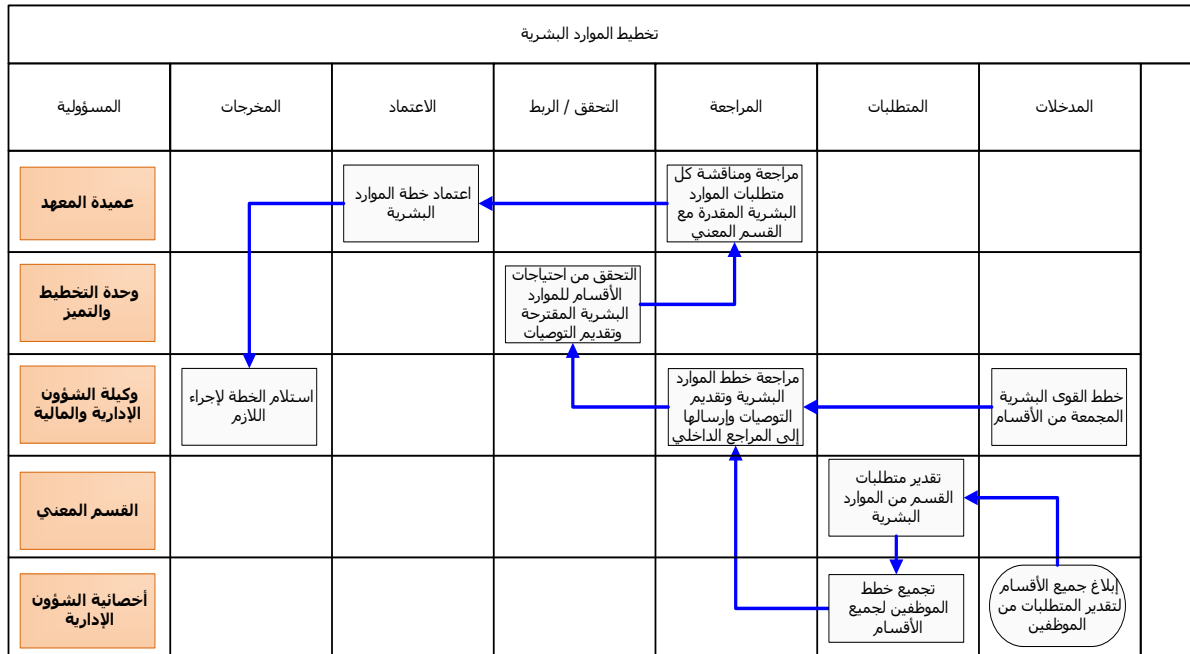 تخطيط الموارد البشرية
المدخلات
المتطلبات
المراجعة
التحقق / الربط
الاعتماد
المخرجات
المسؤولية
مراجعة ومناقشة كل
متطلبات الموارد
البشرية المقدرة مع
القسم المعني
اعتماد خطة الموارد
البشرية
عميدة المعهد
التحقق من احتياجات
الأقسام للموارد
البشرية المقترحة
وتقديم التوصيات
وحدة التخطيط
والتميز
خطط القوى البشرية
المجمعة من الأقسام
مراجعة خطط الموارد
البشرية وتقديم
التوصيات وإرسالها
إلى المراجع الداخلي
استلام الخطة لإجراء
اللازم
وكيلة الشؤون
الإدارية والمالية
تقدير متطلبات
القسم من الموارد
البشرية
القسم المعني
إبلاغ جميع الأقسام
لتقدير المتطلبات من
الموظفين
تجميع خطط
الموظفين لجميع
الأقسام
أخصائية الشؤون
الإدارية